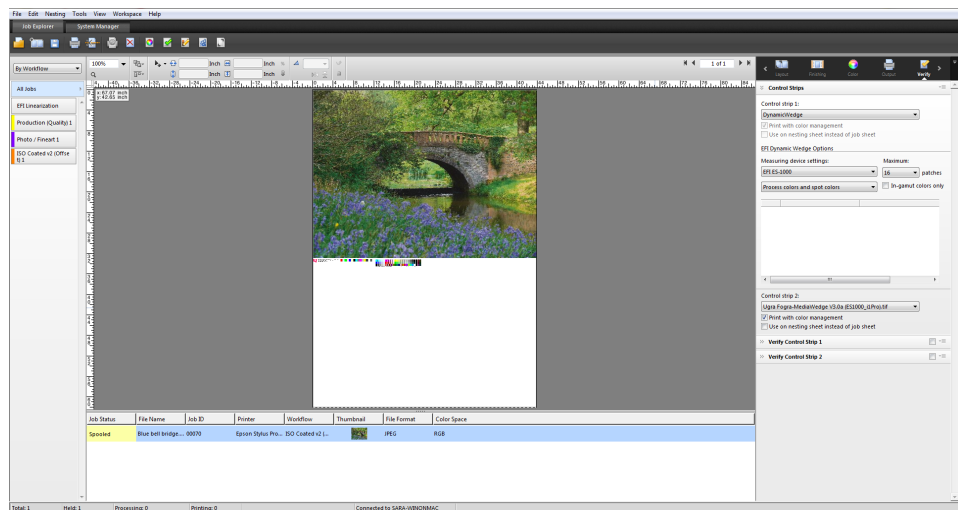 File Edit Nesting Tools View Workspace Help
Job Explorer System Manager
By Workflow
All Jobs
EFI Linearization
Production (Quality) 1
Photo / Fineart 1
ISO Coated v2 (Offse
t) 1
100% Inch Inch 1 of 1
Inch Inch
x: 67.07 inch
y: 42.65 inch
Layout Finishing Color Output Verify
Control Strips
Control strip 1:
DynamicWedge
Print with color management
Use on nesting sheet instead of job sheet
EFI Dynamic Wedge Options
Measuring device settings: Maximum:
EFI ES-1000 16 patches
Process colors and spot colors In-gamut colors only
Control strip 2:
Ugra Fogra-MediaWedge V3.0a (ES1000_i1Pro).tif
Print with color management
Use on nesting sheet instead of job sheet
Verify Control Strip 1
Verify Control Strip 2
Job Status File Name Job ID Printer Workflow Thumbnail File Format Color Space
Spooled Blue bell bridge.... 00070 Epson Stylus Pro... ISO Coated v2 (... JPEG RGB
Total: 1 Held: 1 Processing: 0 Printing: 0 Connected to SARA-WINONMAC